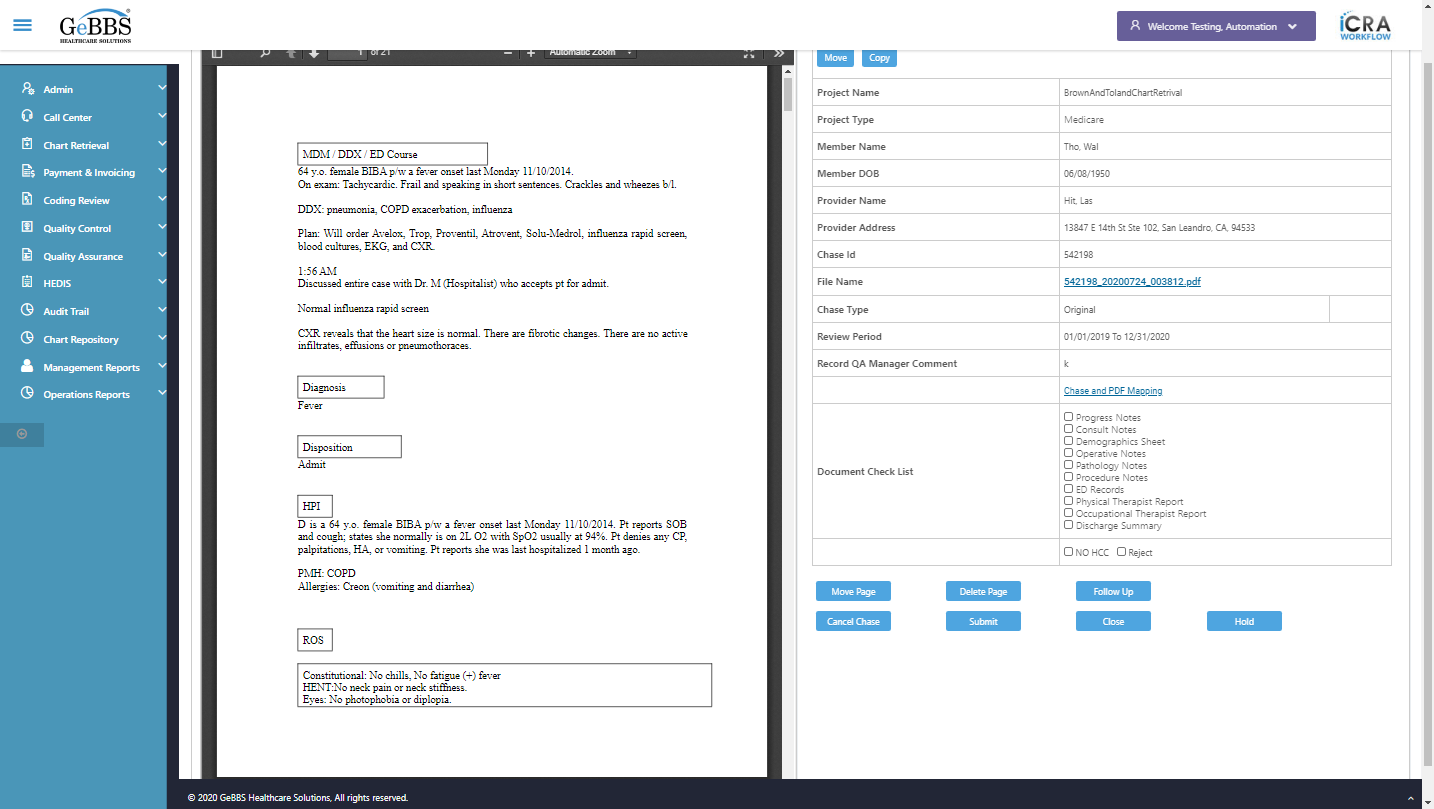 GeBBS
HEALTHCARE SOLUTIONS
Welcome Testing, Automation
iCRA
WORKFLOW
Admin
Call Center
Chart Retrieval
Payment & Invoicing
Coding Review
Quality Control
Quality Assurance
HEDIS
Audit Trail
Chart Repository
Management Reports
Operations Reports
1 of 21
Automatic Zoom
MDM / DDX / ED Course
64 y.o. female BIBA p/w a fever onset last Monday 11/10/2014.
On exam: Tachycardic. Frail and speaking in short sentences. Crackles and wheezes b/l.
DDX: pneumonia, COPD exacerbation, influenza
Plan: Will order Avelox, Trop, Proventil, Atrovent, Solu-Medrol, influenza rapid screen,
blood cultures, EKG, and CXR.
1:56 AM
Discussed entire case with Dr. M (Hospitalist) who accepts pt for admit.
Normal influenza rapid screen
CXR reveals that the heart size is normal. There are fibrotic changes. There are no active
infiltrates, effusions or pneumothoraces.
Diagnosis
Fever
Disposition
Admit
HPI
D is a 64 y.o. female BIBA p/w a fever onset last Monday 11/10/2014. Pt reports SOB
and cough; states she normally is on 2L O2 with SpO2 usually at 94%. Pt denies any CP,
palpitations, HA, or vomiting. Pt reports she was last hospitalized 1 month ago.
PMH: COPD
Allergies: Creon (vomiting and diarrhea)
ROS
Constitutional: No chills, No fatigue (+) fever
HENT:No neck pain or neck stiffness.
Eyes: No photophobia or diplopia.
Move Copy
Project Name BrownAndTolandChartRetrival
Project Type Medicare
Member Name Tho, Wal
Member DOB 06/08/1950
Provider Name Hit, Las
Provider Address 13847 E 14th St Ste 102, San Leandro, CA, 94533
Chase Id 542198
File Name 542198_20200724_003812.pdf
Chase Type Original
Review Period 01/01/2019 To 12/31/2020
Record QA Manager Comment k
Chase and PDF Mapping
Document Check List
Progress Notes
Consult Notes
Demographics Sheet
Operative Notes
Pathology Notes
Procedure Notes
ED Records
Physical Therapist Report
Occupational Therapist Report
Discharge Summary
NO HCC Reject
Move Page Delete Page Follow Up
Cancel Chase Submit Close Hold
© 2020 GeBBS Healthcare Solutions, All rights reserved.